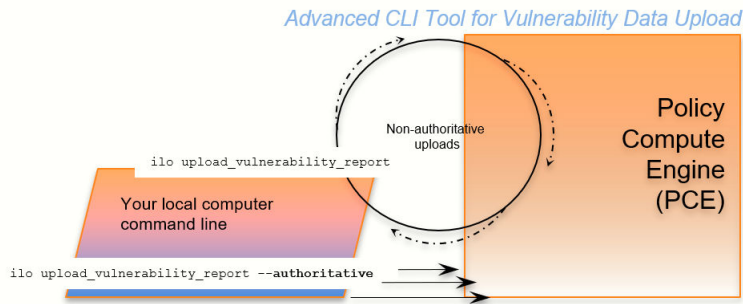 Advanced CLI Tool for Vulnerability Data Upload
Non-authoritative
uploads
Policy
Compute
Engine
(PCE)
ilo upload_vulnerability_report
Your local computer
command line
ilo upload_vulnerability_report --authoritative